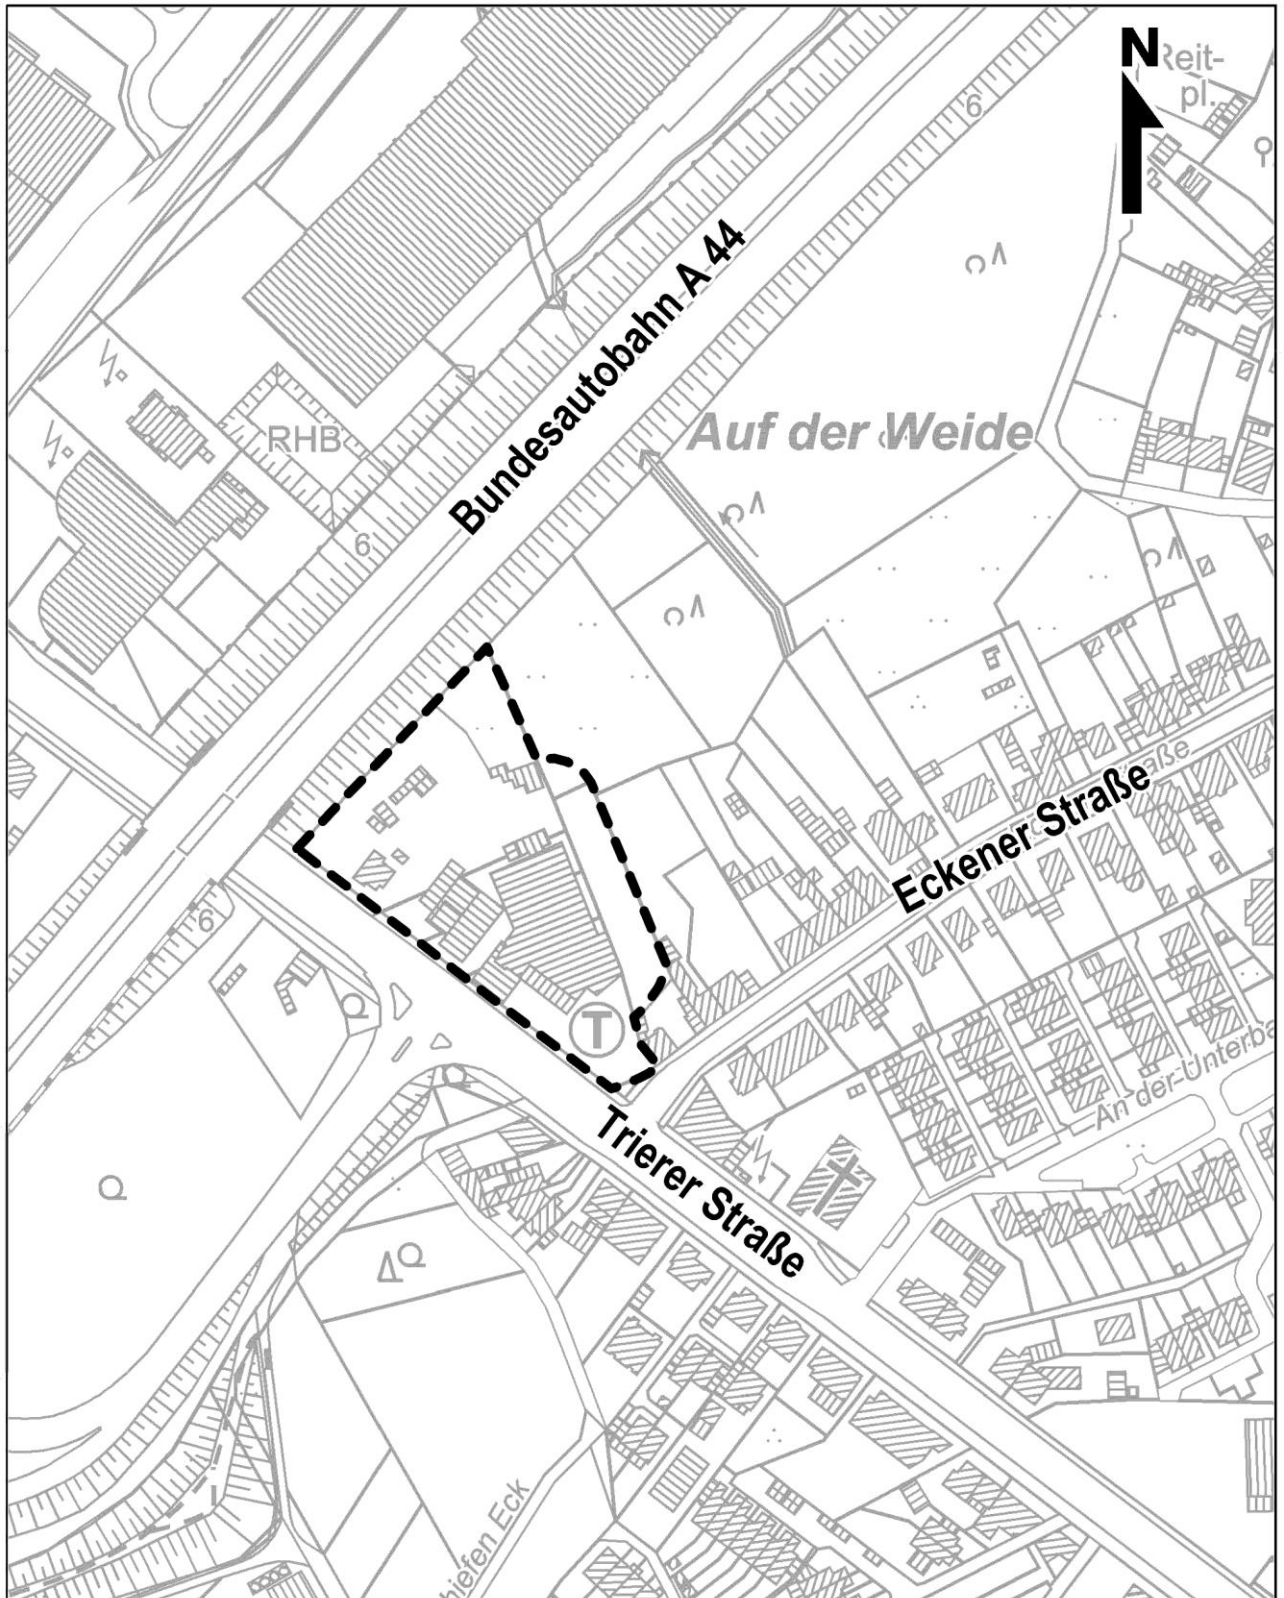 N
Reit-
pl.
6
Bundesautobahn A 44
Auf der Weide
RHB
6
Eckener Straße
6
T
An der Unterba
Trierer Straße
hiefen Eck